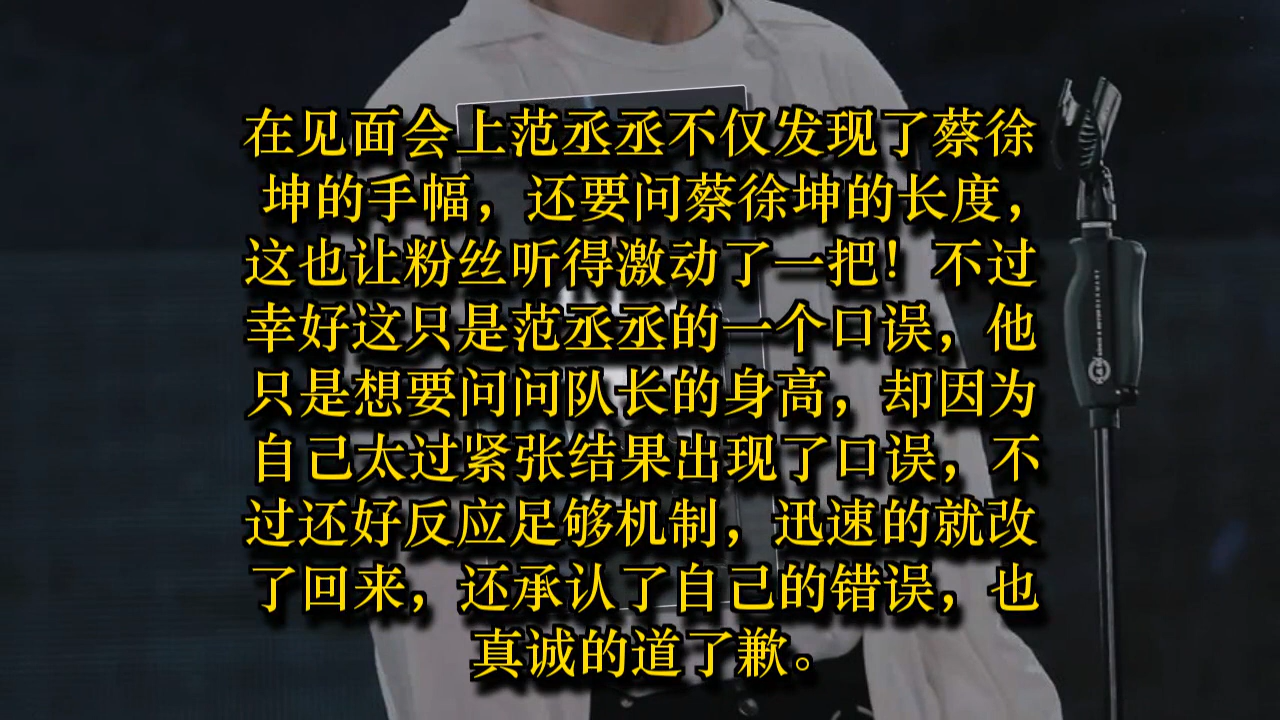 在见面会上范丞丞不仅发现了蔡徐
坤的手幅，还要问蔡徐坤的长度，
这也让粉丝听得激动了一把！不过
幸好这只是范丞丞的一个口误，他
只是想要问问队长的身高，却因为
自己太过紧张结果出现了口误，不
过还好反应足够机制，迅速的就改
了回来，还承认了自己的错误，也
真诚的道了歉。